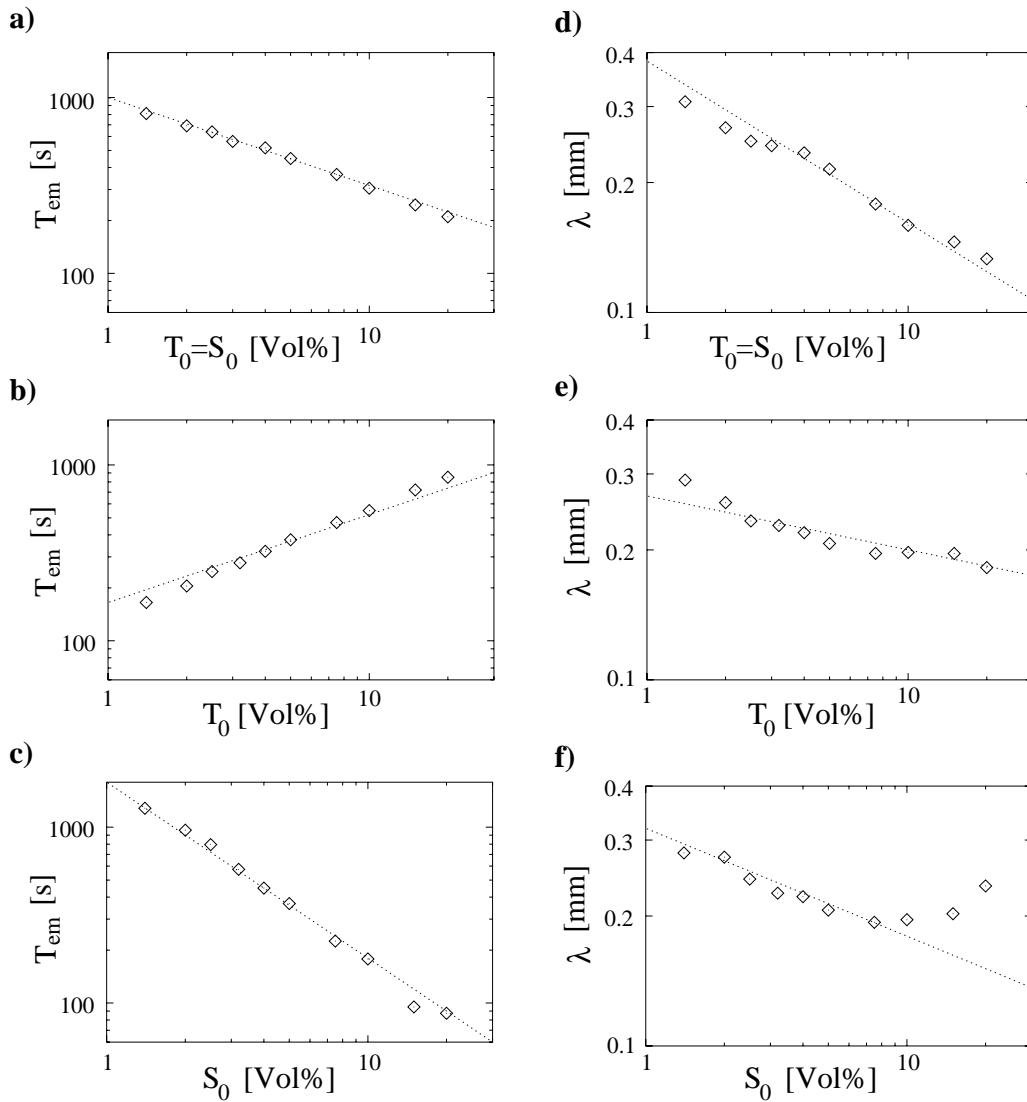 a)
1000
100
T_em [s]
1 10
T_0=S_0 [Vol%]
d)
0.4
0.3
0.2
0.1
λ [mm]
1 10
T_0=S_0 [Vol%]
b)
1000
100
T_em [s]
1 10
T_0 [Vol%]
e)
0.4
0.3
0.2
0.1
λ [mm]
1 10
T_0 [Vol%]
c)
1000
100
T_em [s]
1 10
S_0 [Vol%]
f)
0.4
0.3
0.2
0.1
λ [mm]
1 10
S_0 [Vol%]